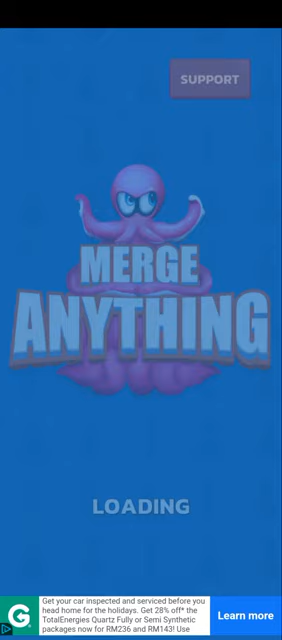 SUPPORT
MERGE
ANYTHING
LOADING
Get your car inspected and serviced before you
head home for the holidays. Get 28% off* the
TotalEnergies Quartz Fully or Semi Synthetic
packages now for RM236 and RM143! Use
Learn more